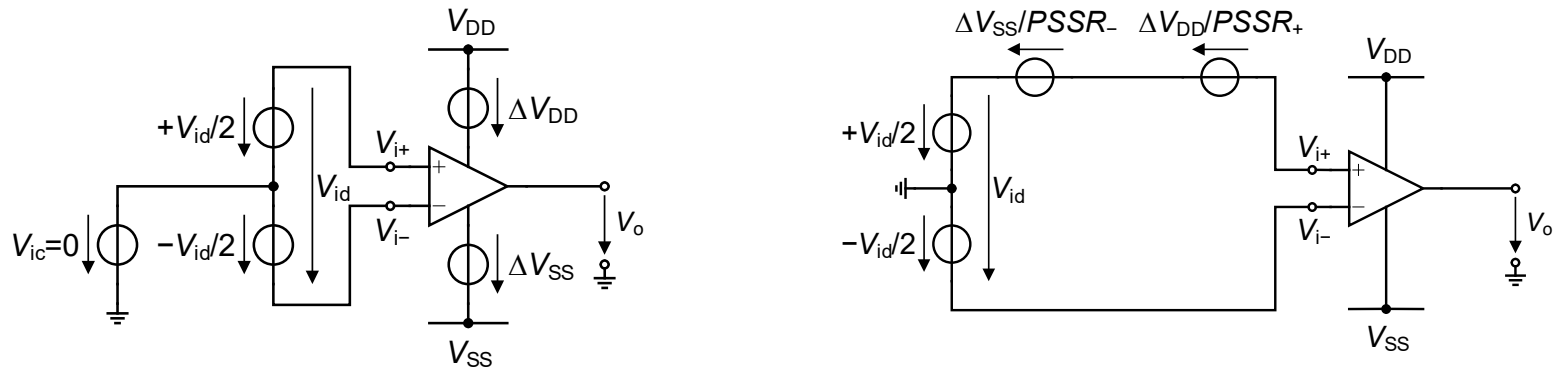 VDD
+Vid/2
ΔVDD
Vi+
+
Vid
−
Vi−
Vo
Vic=0
−Vid/2
ΔVSS
VSS
ΔVSS/PSSR−
ΔVDD/PSSR+
VDD
+Vid/2
Vi+
+
Vid
−
Vi−
Vo
−Vid/2
VSS